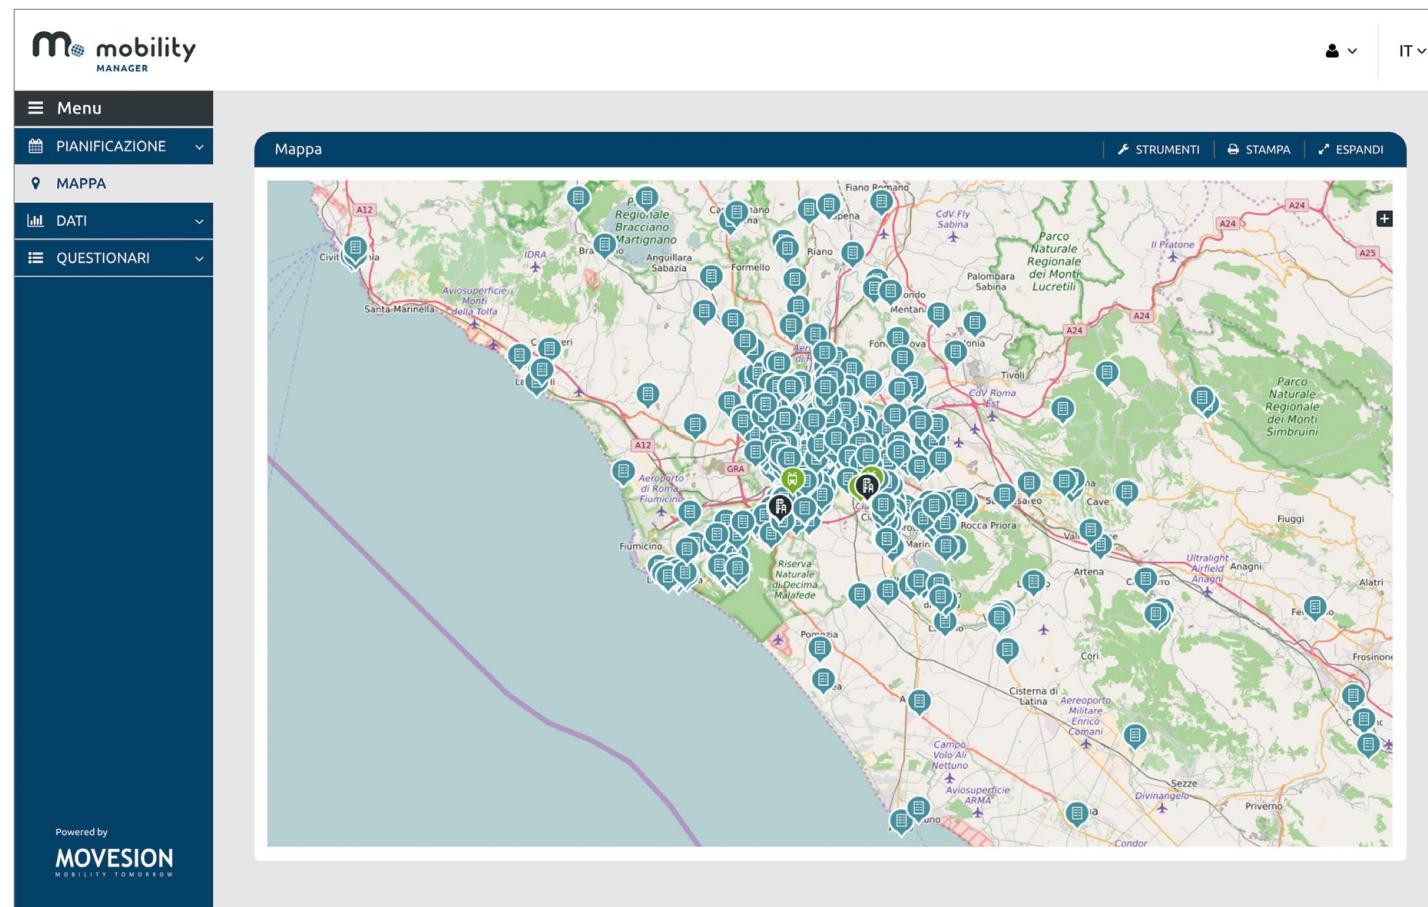 mobility
MANAGER
IT
Menu
PIANIFICAZIONE
MAPPA
DATI
QUESTIONARI
Powered by
MOVESION
MOBILITY TOMORROW
Mappa
STRUMENTI
STAMPA
ESPANDI
Fiano Romano
A12
Regionale
Bracciano
Martignano
CdV Fly
Sabina
A24
A24
Il Pratone
Parco
Naturale
Regionale
dei Monti
Lucretili
A25
IDRA
Riano
Anguillara
Sabazia
Formello
Palombara
Sabina
Aviosuperficie
Monti
della Tolfa
Santa Marinella
A24
A24
Tivoli
CdV Roma
Est
Parco
Naturale
Regionale
dei Monti
Simbruini
A12
GRA
Aeroporto
di Roma
Fiumicino
Cave
Rocca Priora
Fiuggi
Fiumicino
Riserva
Naturale
di Decima
Malafede
Artena
Ultralight
Airfield
Anagni
Anagni
Alatri
Cori
Frosinone
Cisterna di
Latina
Aereoporto
Militare
Enrico
Comani
Campo
Volo Ali
Nettuno
Aviosuperficie
ARMA
Sezze
Divinangelo
Priverno
Condor